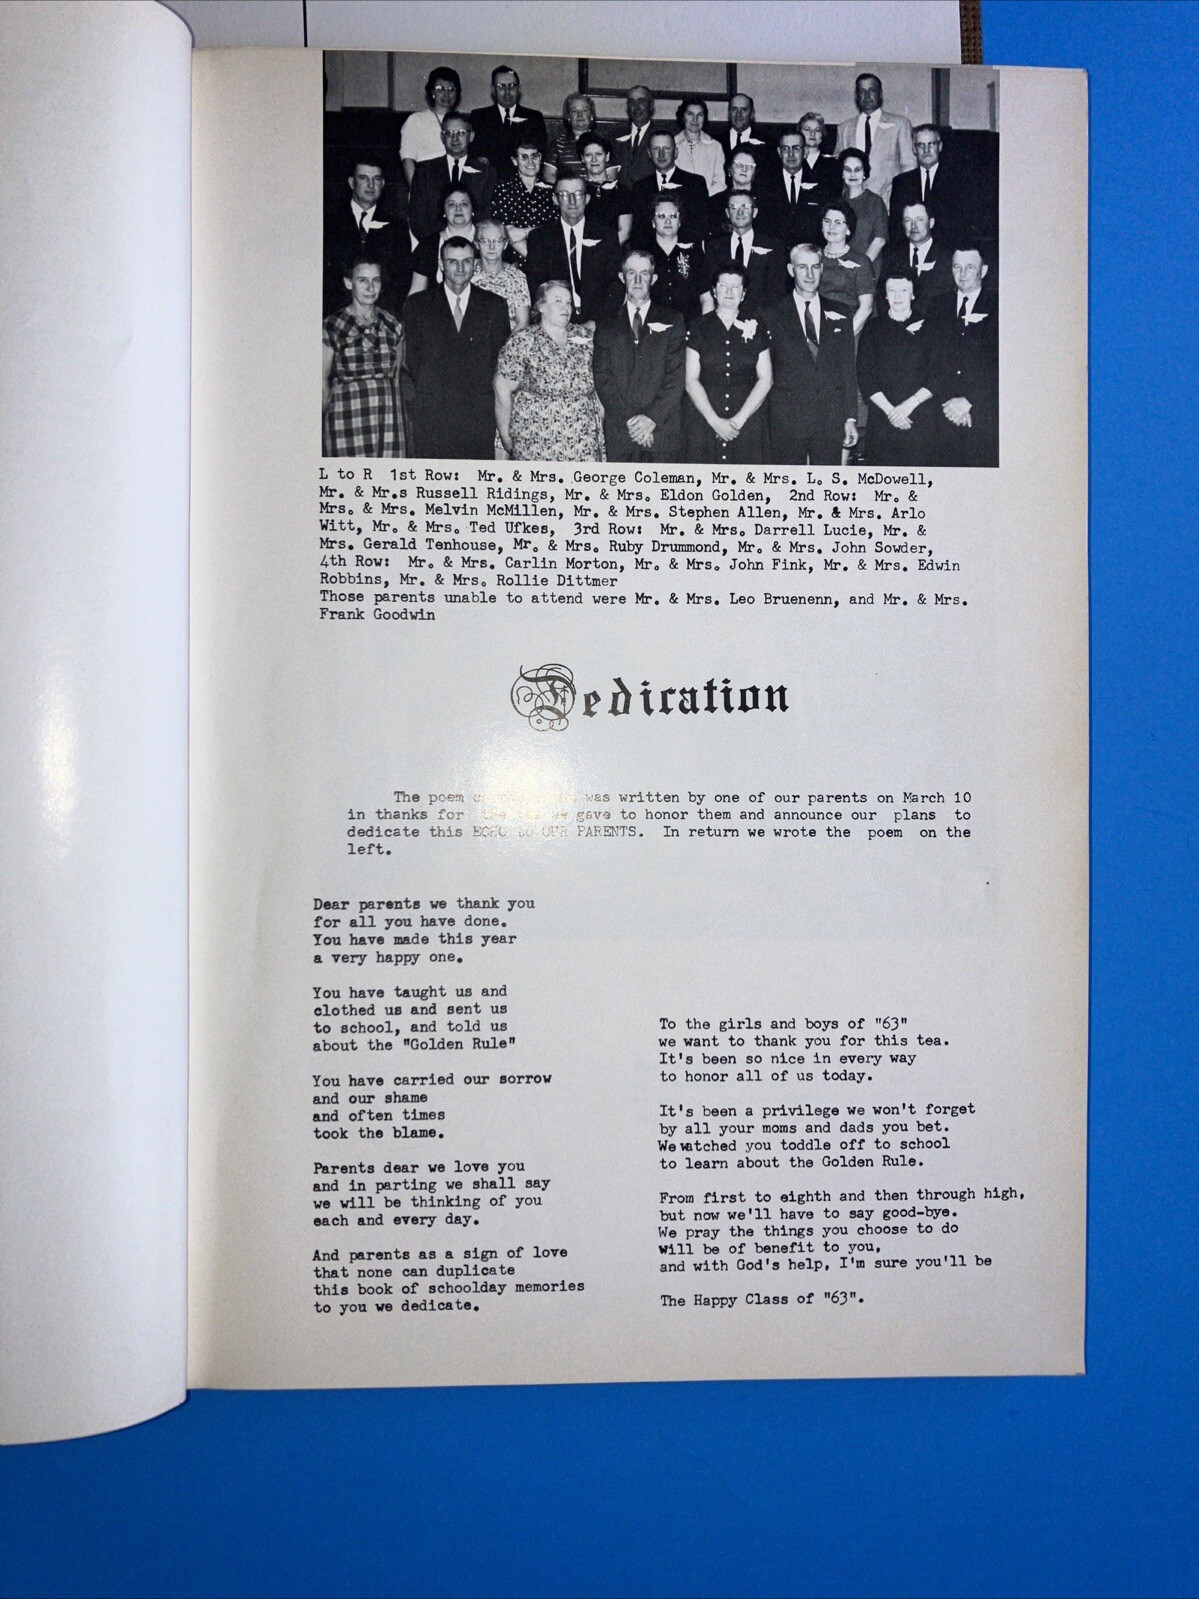 L to R 1st Row: Mr. & Mrs. George Coleman, Mr. & Mrs. L. S. McDowell,
Mr. & Mr.s Russell Ridings, Mr. & Mrs. Eldon Golden, 2nd Row: Mr. &
Mrs. & Mrs. Melvin McMillen, Mr. & Mrs. Stephen Allen, Mr. & Mrs. Arlo
Witt, Mr. & Mrs. Ted Ufkes, 3rd Row: Mr. & Mrs. Darrell Lucie, Mr. &
Mrs. Gerald Tenhouse, Mr. & Mrs. Ruby Drummond, Mr. & Mrs. John Sowder,
4th Row: Mr. & Mrs. Carlin Morton, Mr. & Mrs. John Fink, Mr. & Mrs. Edwin
Robbins, Mr. & Mrs. Rollie Dittmer
Those parents unable to attend were Mr. & Mrs. Leo Bruenenn, and Mr. & Mrs.
Frank Goodwin
Dedication
The poem was written by one of our parents on March 10
in thanks for gave to honor them and announce our plans to
dedicate this ECHO to OUR PARENTS. In return we wrote the poem on the
left.
Dear parents we thank you
for all you have done.
You have made this year
a very happy one.
You have taught us and
clothed us and sent us
to school, and told us
about the "Golden Rule"
You have carried our sorrow
and our shame
and often times
took the blame.
Parents dear we love you
and in parting we shall say
we will be thinking of you
each and every day.
And parents as a sign of love
that none can duplicate
this book of schoolday memories
to you we dedicate.
To the girls and boys of "63"
we want to thank you for this tea.
It's been so nice in every way
to honor all of us today.
It's been a privilege we won't forget
by all your moms and dads you bet.
We watched you toddle off to school
to learn about the Golden Rule.
From first to eighth and then through high,
but now we'll have to say good-bye.
We pray the things you choose to do
will be of benefit to you,
and with God's help, I'm sure you'll be
The Happy Class of "63".